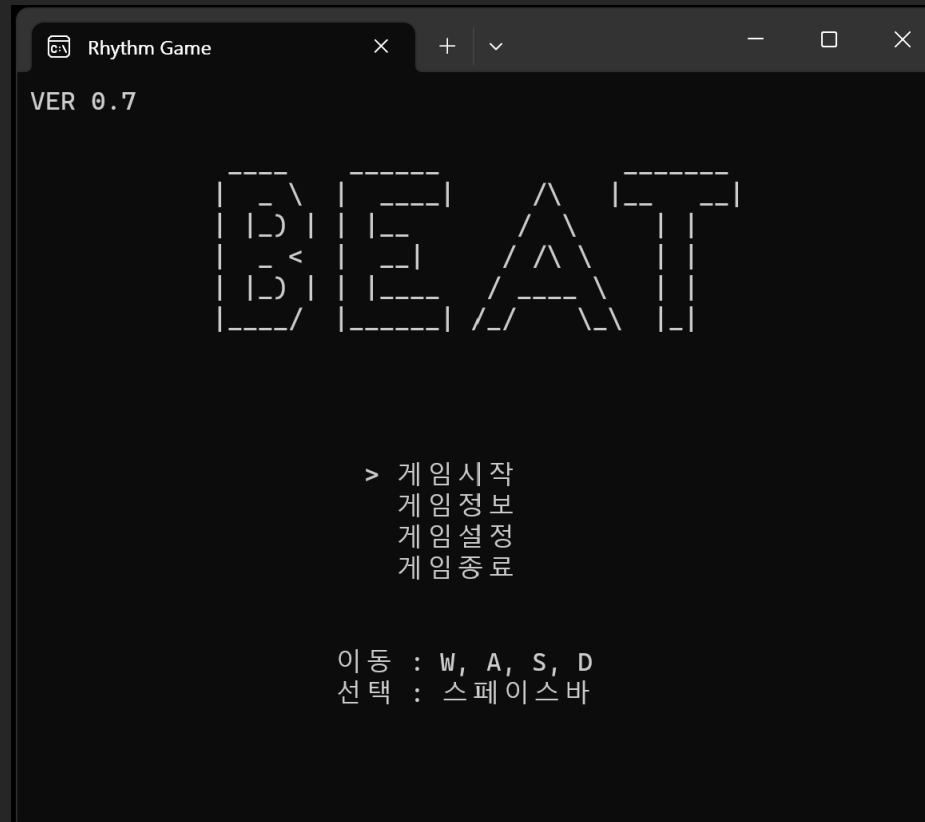 Rhythm Game
VER 0.7
BEAT
> 게임시작
게임정보
게임설정
게임종료
이동 : W, A, S, D
선택 : 스페이스바